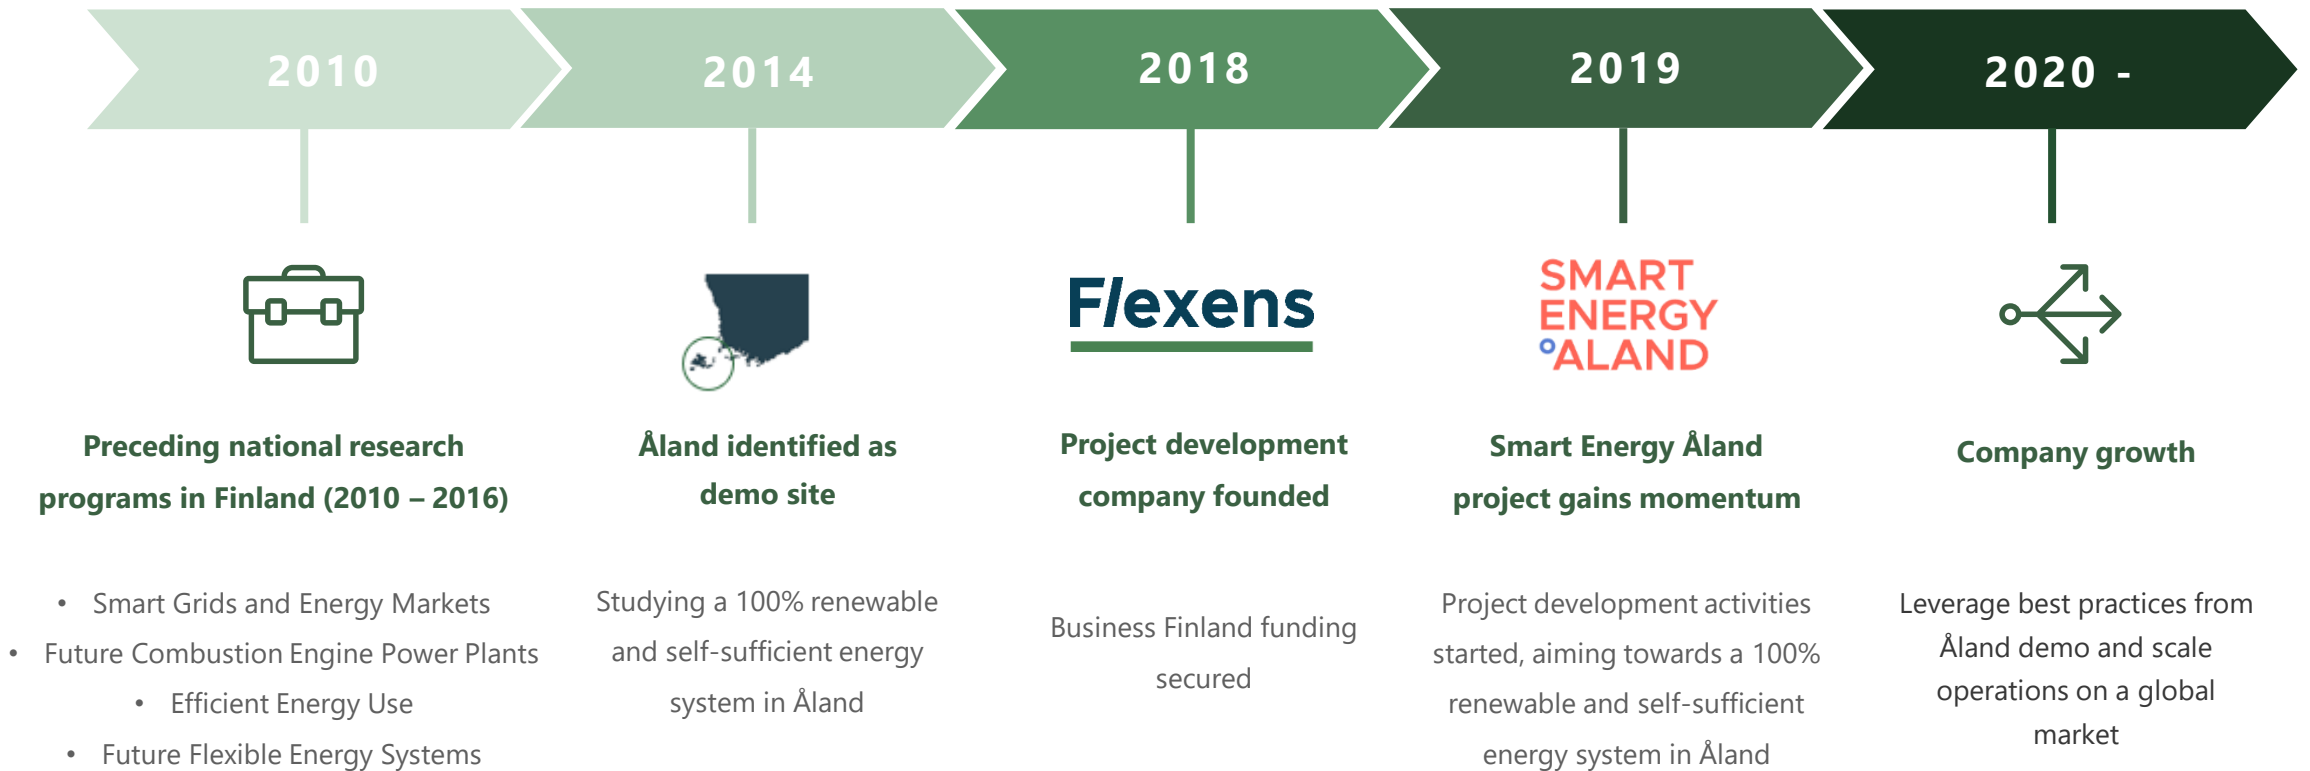 2010
2014
2018
2019
2020 -
Flexens
SMART
ENERGY
°ALAND
Preceding national research
programs in Finland (2010 – 2016)
• Smart Grids and Energy Markets
• Future Combustion Engine Power Plants
• Efficient Energy Use
• Future Flexible Energy Systems
Åland identified as
demo site
Studying a 100% renewable
and self-sufficient energy
system in Åland
Project development
company founded
Business Finland funding
secured
Smart Energy Åland
project gains momentum
Project development activities
started, aiming towards a 100%
renewable and self-sufficient
energy system in Åland
Company growth
Leverage best practices from
Åland demo and scale
operations on a global
market